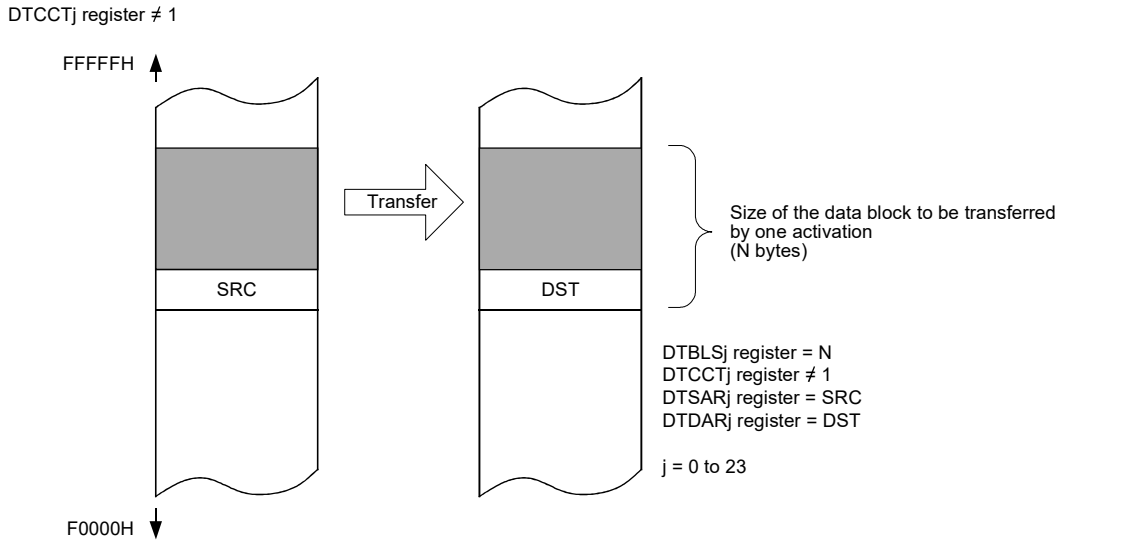 DTCCTj register ≠ 1
FFFFFH
Transfer
Size of the data block to be transferred
by one activation
(N bytes)
SRC
DST
DTBLSj register = N
DTCCTj register ≠ 1
DTSARj register = SRC
DTDARj register = DST
j = 0 to 23
F0000H